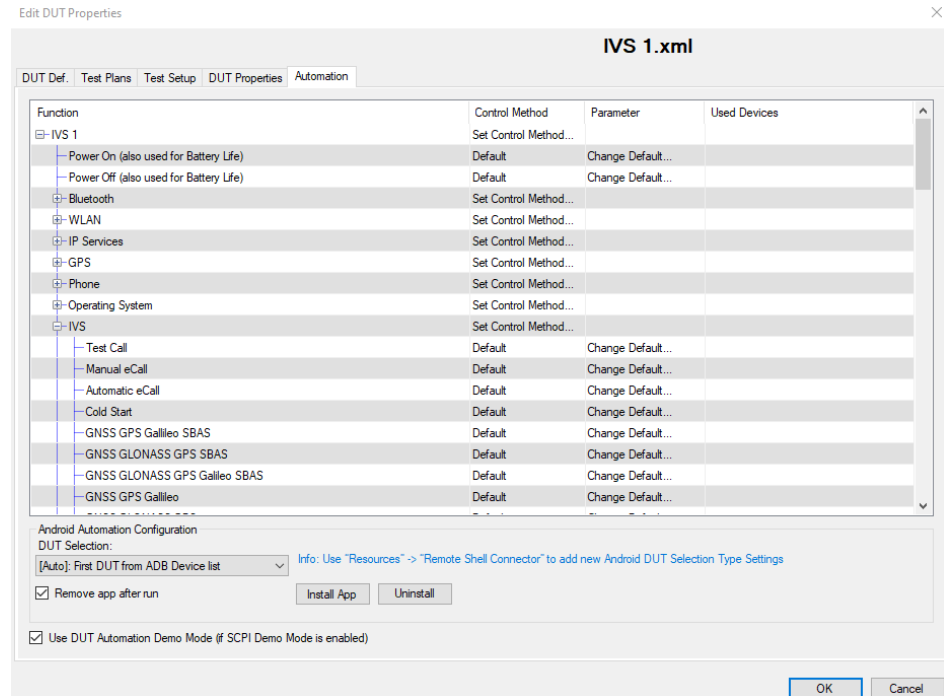 Edit DUT Properties
IVS 1.xml
DUT Def. Test Plans Test Setup DUT Properties Automation
Function Control Method Parameter Used Devices
IVS 1 Set Control Method...
Power On (also used for Battery Life) Default Change Default...
Power Off (also used for Battery Life) Default Change Default...
Bluetooth Set Control Method...
WLAN Set Control Method...
IP Services Set Control Method...
GPS Set Control Method...
Phone Set Control Method...
Operating System Set Control Method...
IVS Set Control Method...
Test Call Default Change Default...
Manual eCall Default Change Default...
Automatic eCall Default Change Default...
Cold Start Default Change Default...
GNSS GPS Gallileo SBAS Default Change Default...
GNSS GLONASS GPS SBAS Default Change Default...
GNSS GLONASS GPS Galileo SBAS Default Change Default...
GNSS GPS Gallileo Default Change Default...
Android Automation Configuration
DUT Selection:
[Auto]: First DUT from ADB Device list Info: Use "Resources" -> "Remote Shell Connector" to add new Android DUT Selection Type Settings
Remove app after run Install App Uninstall
Use DUT Automation Demo Mode (if SCPI Demo Mode is enabled)
OK Cancel